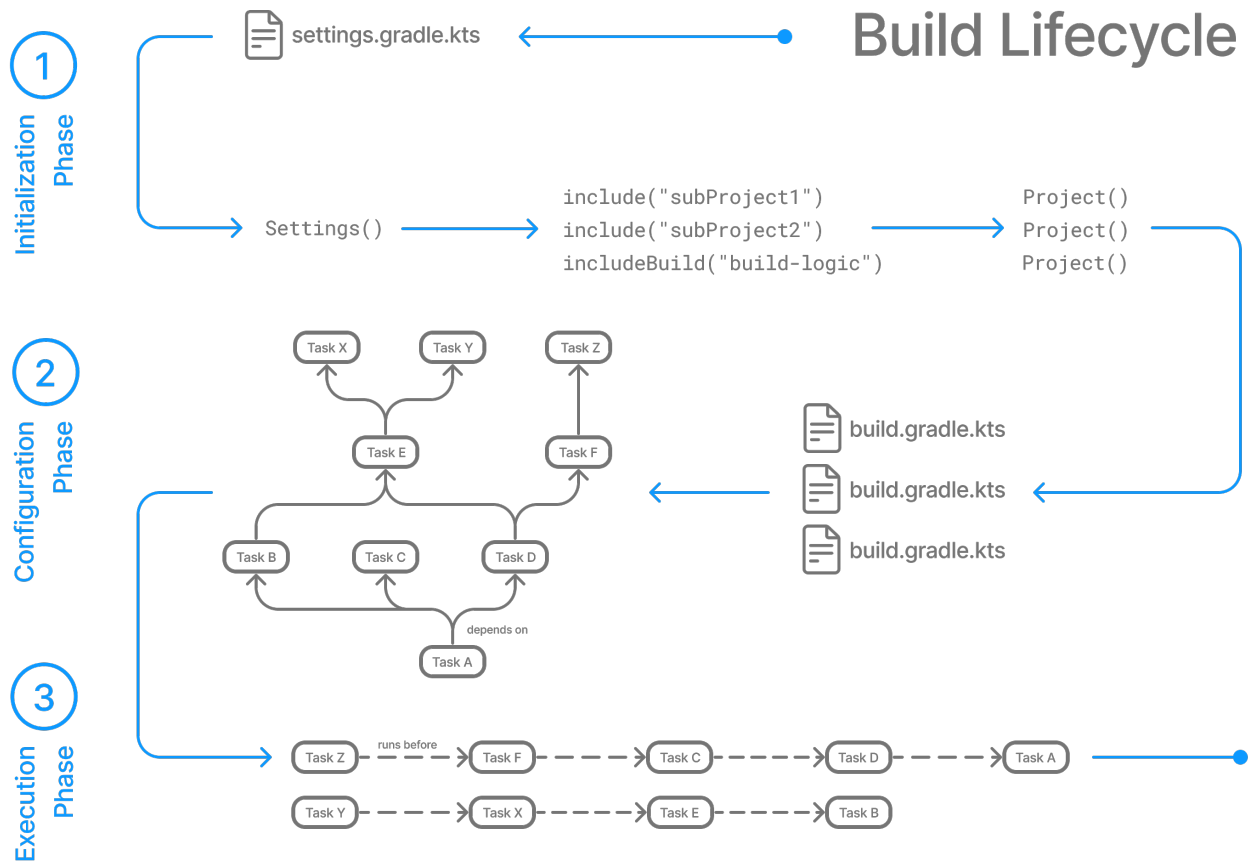 Build Lifecycle
1
Initialization
Phase
settings.gradle.kts
Settings()
include("subProject1")
include("subProject2")
includeBuild("build-logic")
Project()
Project()
Project()
2
Configuration
Phase
Task X
Task Y
Task Z
Task E
Task F
Task B
Task C
Task D
depends on
Task A
build.gradle.kts
build.gradle.kts
build.gradle.kts
3
Execution
Phase
Task Z
runs before
Task F
Task C
Task D
Task A
Task Y
Task X
Task E
Task B